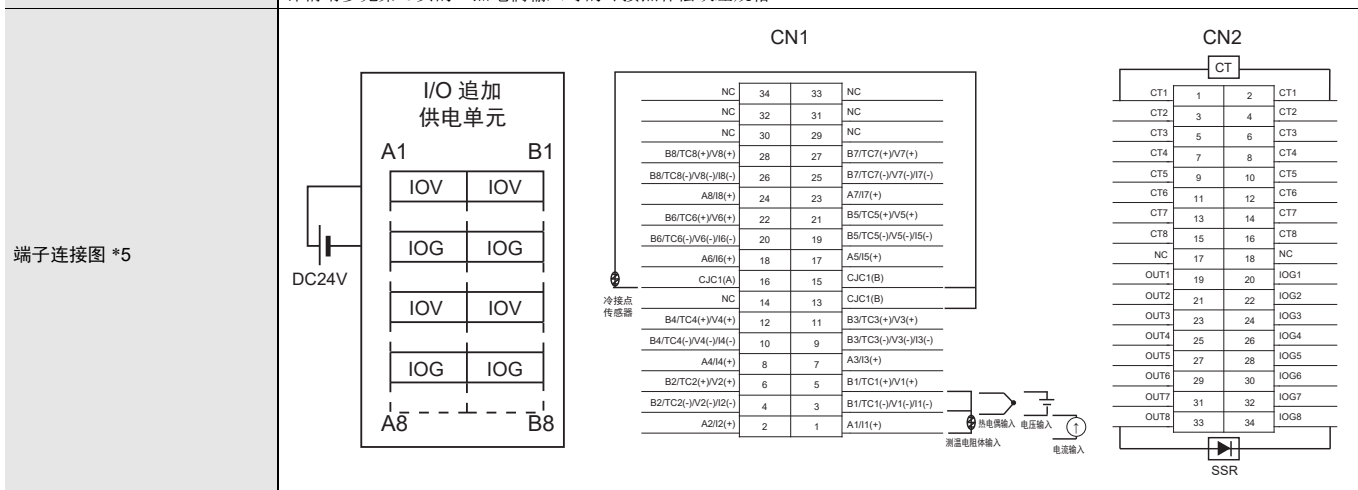 端子连接图 *5
I/O 追加
供电单元
A1 B1
IOV IOV
IOG IOG
IOV IOV
IOG IOG
A8 B8
DC24V
CN1
NC 34 33 NC
NC 32 31 NC
NC 30 29 NC
B8/TC8(+)/V8(+) 28 27 B7/TC7(+)/V7(+)
B8/TC8(-)/V8(-)/I8(-) 26 25 B7/TC7(-)/V7(-)/I7(-)
A8/I8(+) 24 23 A7/I7(+)
B6/TC6(+)/V6(+) 22 21 B5/TC5(+)/V5(+)
B6/TC6(-)/V6(-)/I6(-) 20 19 B5/TC5(-)/V5(-)/I5(-)
A6/I6(+) 18 17 A5/I5(+)
CJC1(A) 16 15 CJC1(B)
NC 14 13 CJC1(B)
B4/TC4(+)/V4(+) 12 11 B3/TC3(+)/V3(+)
B4/TC4(-)/V4(-)/I4(-) 10 9 B3/TC3(-)/V3(-)/I3(-)
A4/I4(+) 8 7 A3/I3(+)
B2/TC2(+)/V2(+) 6 5 B1/TC1(+)/V1(+)
B2/TC2(-)/V2(-)/I2(-) 4 3 B1/TC1(-)/V1(-)/I1(-)
A2/I2(+) 2 1 A1/I1(+)
冷接点
传感器
热电偶输入 电压输入
测温电阻体输入
电流输入
CN2
CT
CT1 1 2 CT1
CT2 3 4 CT2
CT3 5 6 CT3
CT4 7 8 CT4
CT5 9 10 CT5
CT6 11 12 CT6
CT7 13 14 CT7
CT8 15 16 CT8
NC 17 18 NC
OUT1 19 20 IOG1
OUT2 21 22 IOG2
OUT3 23 24 IOG3
OUT4 25 26 IOG4
OUT5 27 28 IOG5
OUT6 29 30 IOG6
OUT7 31 32 IOG7
OUT8 33 34 IOG8
SSR